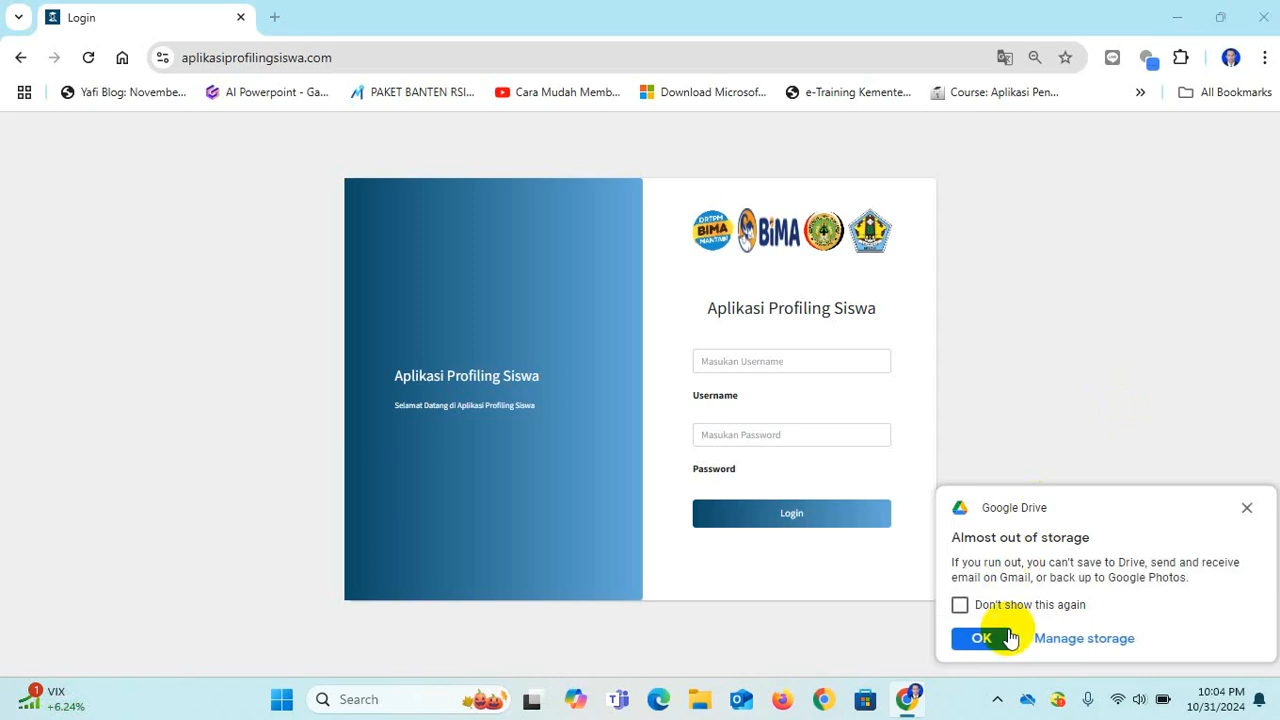 Login
aplikasiprofilingsiswa.com
Yafi Blog: Novembe...
AI Powerpoint - Ga...
PAKET BANTEN RSI...
Cara Mudah Memb...
Download Microsof...
e-Training Kemente...
Course: Aplikasi Pen...
All Bookmarks
DRTPM
BIMA
MANTAB!
BIMA
Aplikasi Profiling Siswa
Masukan Username
Aplikasi Profiling Siswa
Username
Selamat Datang di Aplikasi Profiling Siswa
Masukan Password
Password
Login
Google Drive
Almost out of storage
If you run out, you can't save to Drive, send and receive
email on Gmail, or back up to Google Photos.
Don't show this again
OK
Manage storage
1
VIX
+6.24%
Search
10:04 PM
10/31/2024